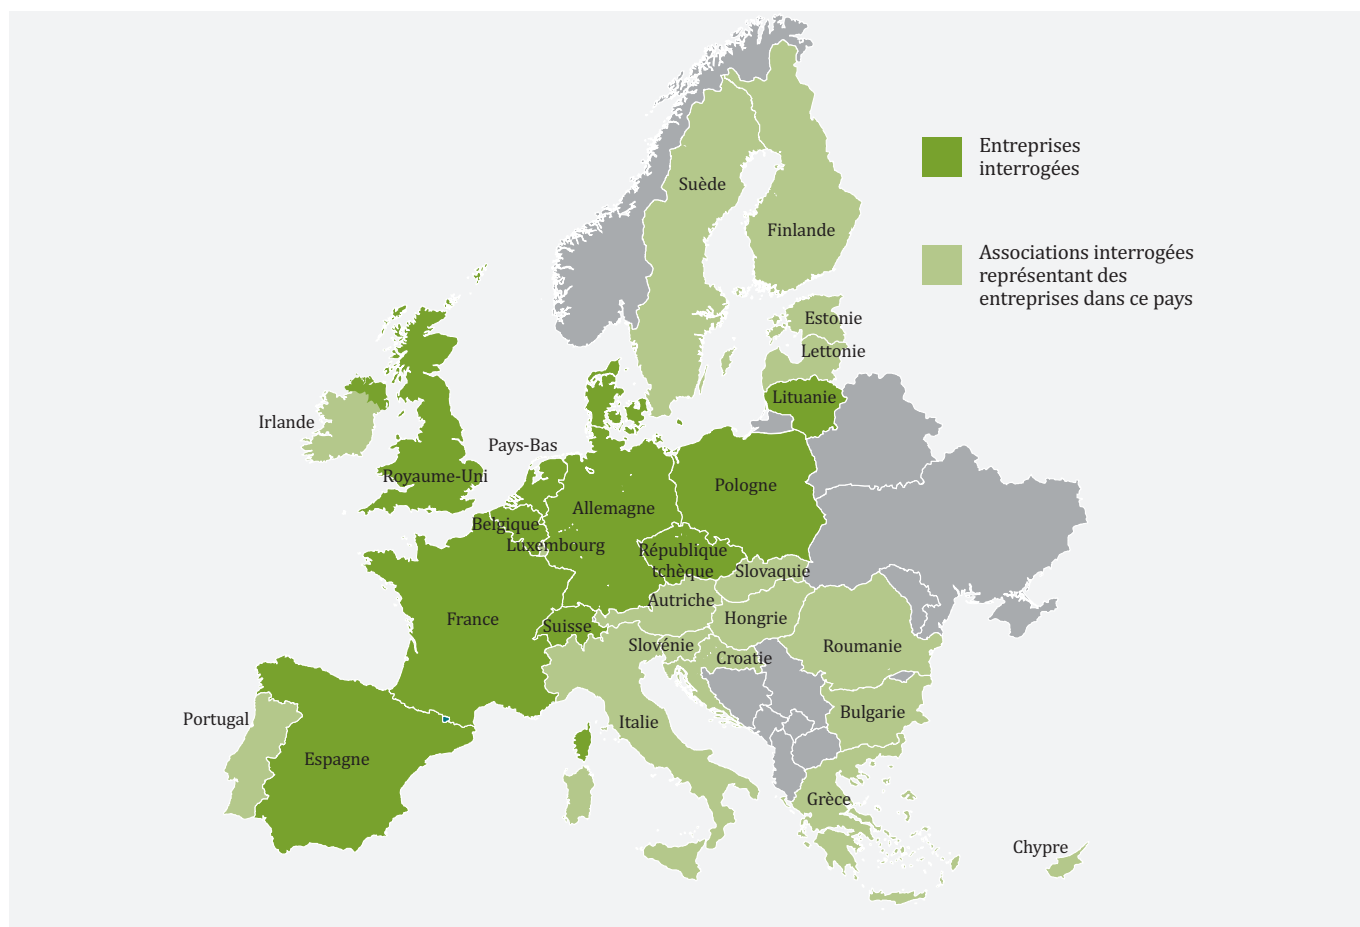 Entreprises
interrogées
Suède
Finlande
Associations interrogées
représentant des
entreprises dans ce pays
Estonie
Lettonie
Lituanie
Irlande
Pays-Bas
Royaume-Uni
Pologne
Allemagne
Belgique
Luxembourg
République
tchèque
Slovaquie
Autriche
France
Suisse
Hongrie
Slovénie
Croatie
Roumanie
Portugal
Italie
Bulgarie
Espagne
Grèce
Chypre